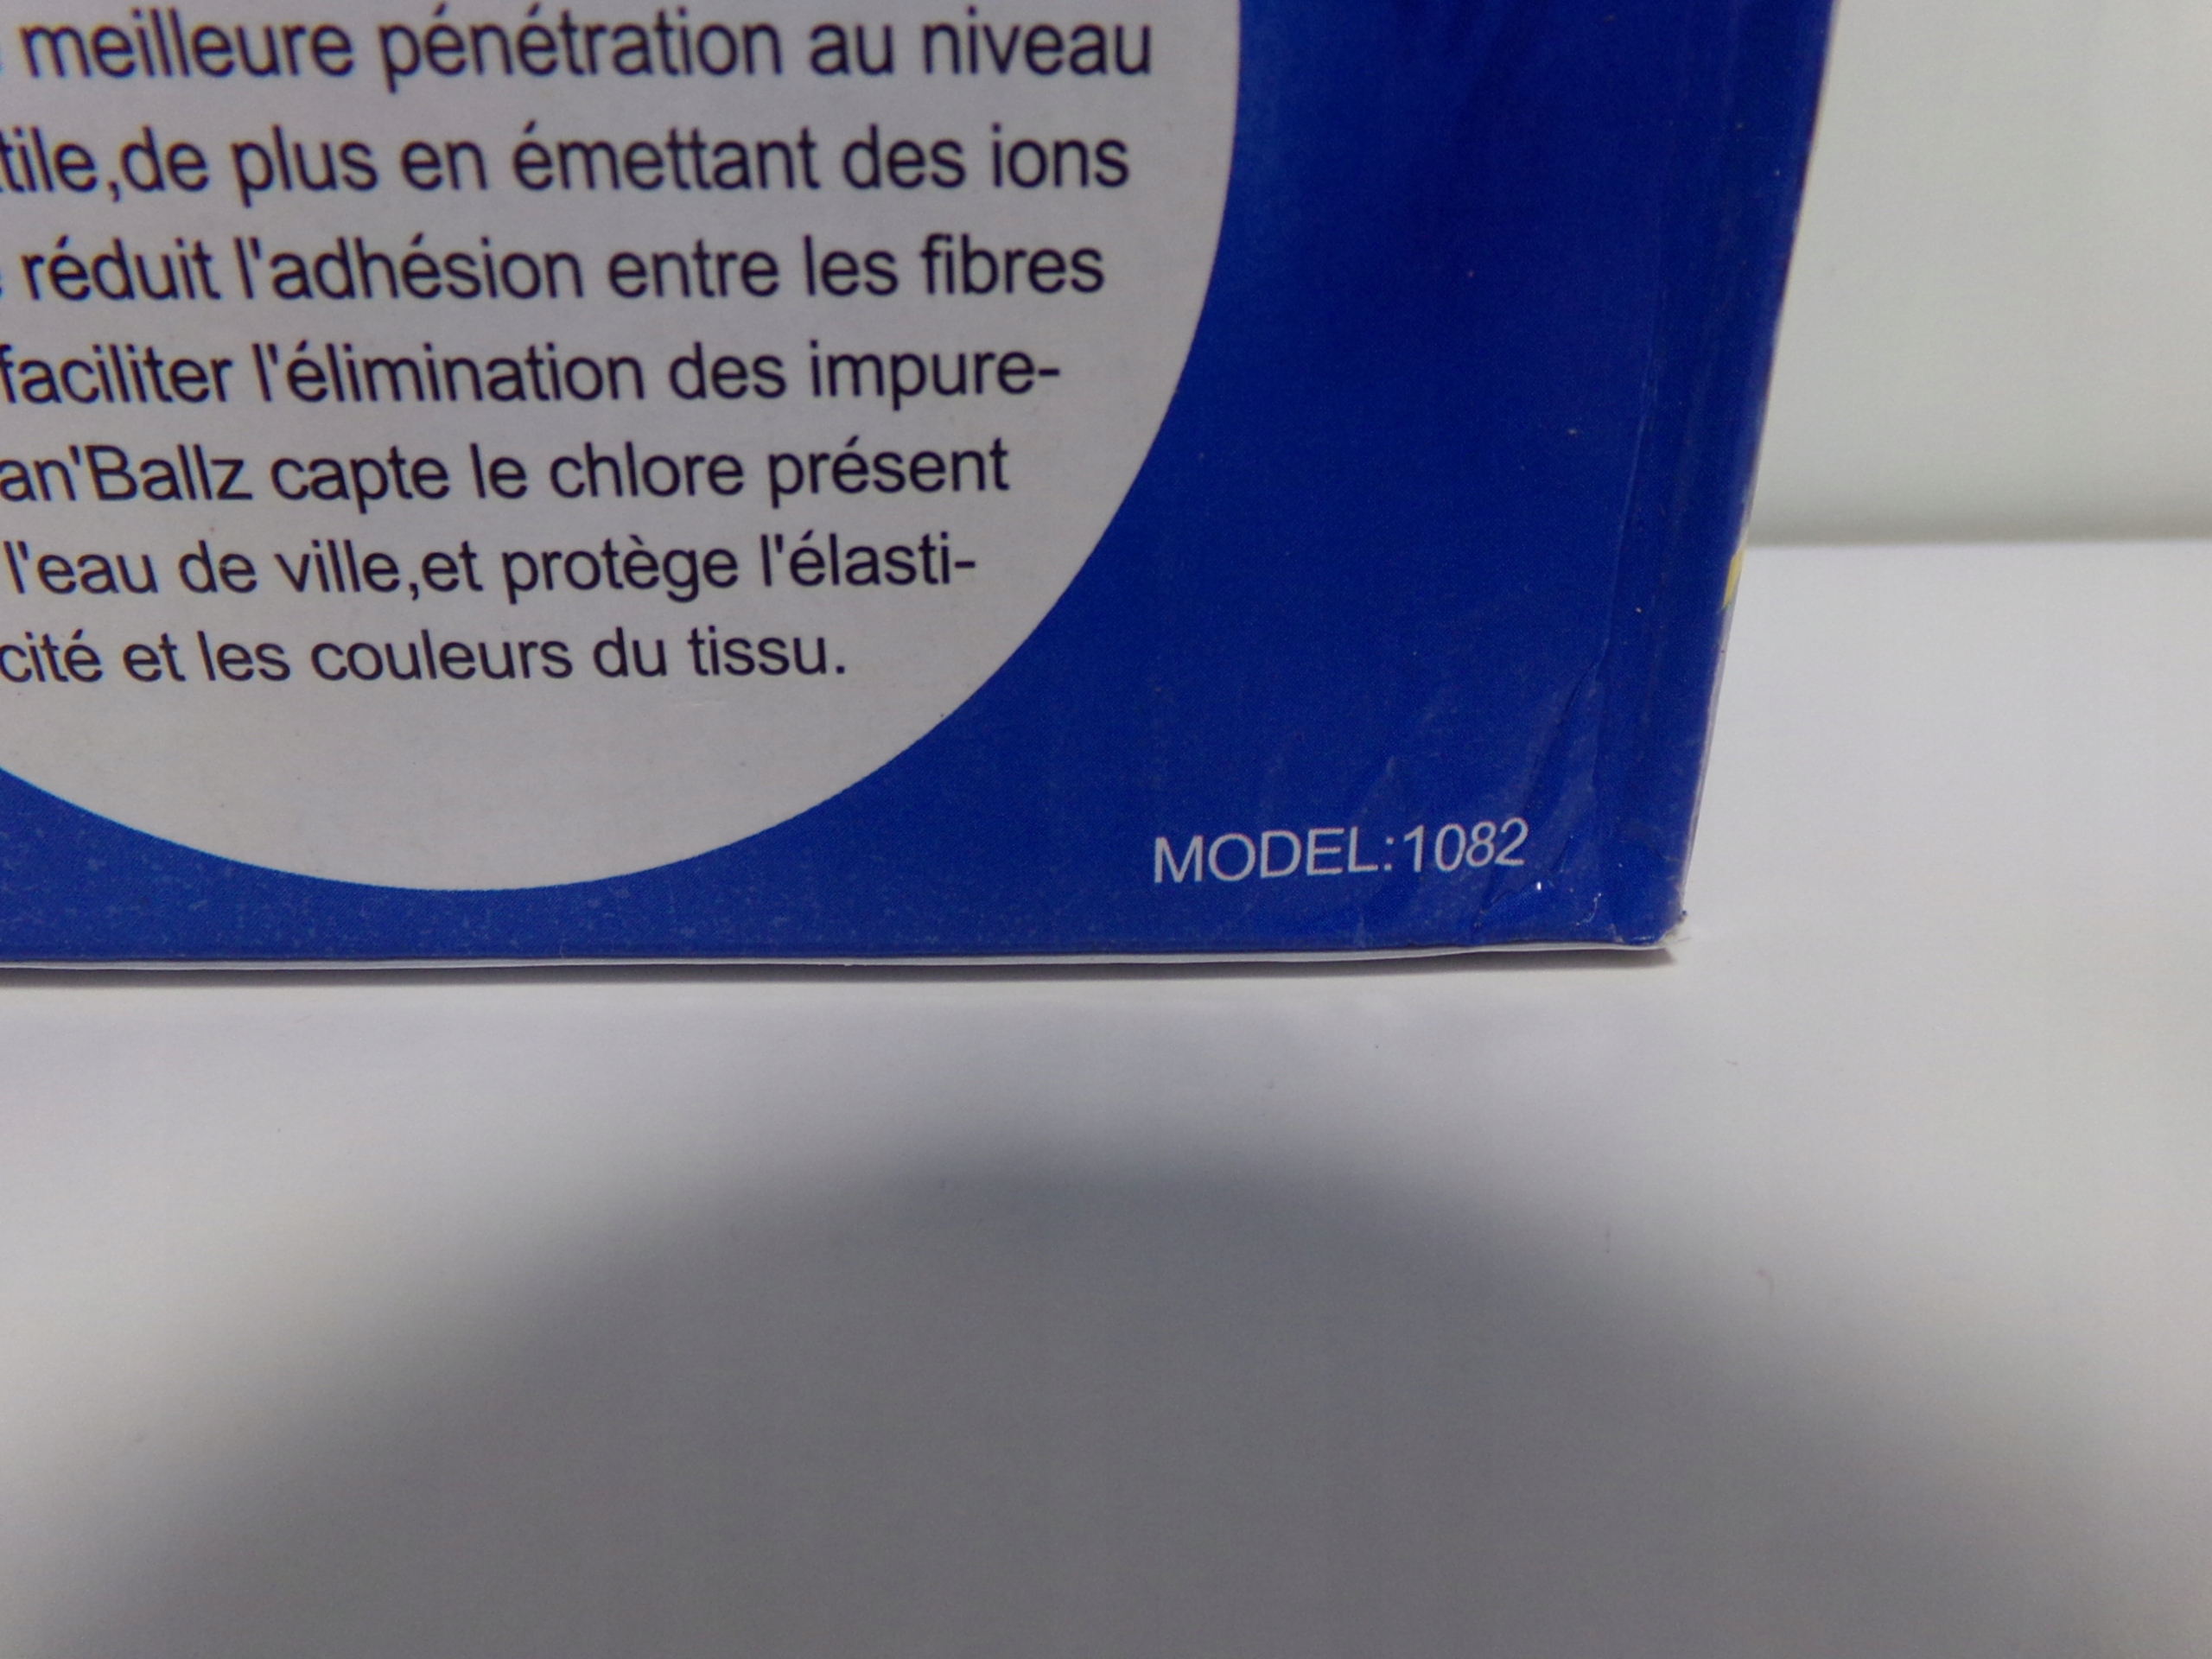 meilleure pénétration au niveau
tile,de plus en émettant des ions
réduit l'adhésion entre les fibres
faciliter l'élimination des impure-
an'Ballz capte le chlore présent
l'eau de ville,et protège l'élasti-
cité et les couleurs du tissu.
MODEL:1082